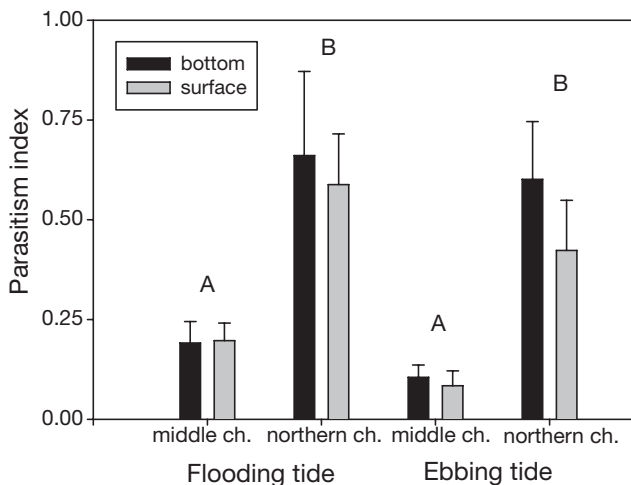 1.00
0.75
0.50
0.25
0.00
Parasitism index
bottom
surface
A
B
A
B
middle ch. northern ch. middle ch. northern ch.
Flooding tide Ebbing tide